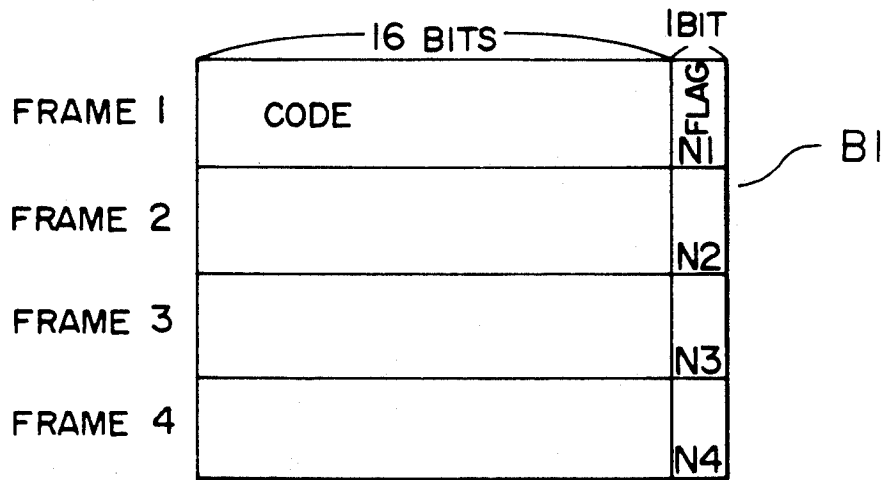 16 BITS 1BIT
FRAME 1 CODE FLAG N1
B1
FRAME 2 N2
FRAME 3 N3
FRAME 4 N4